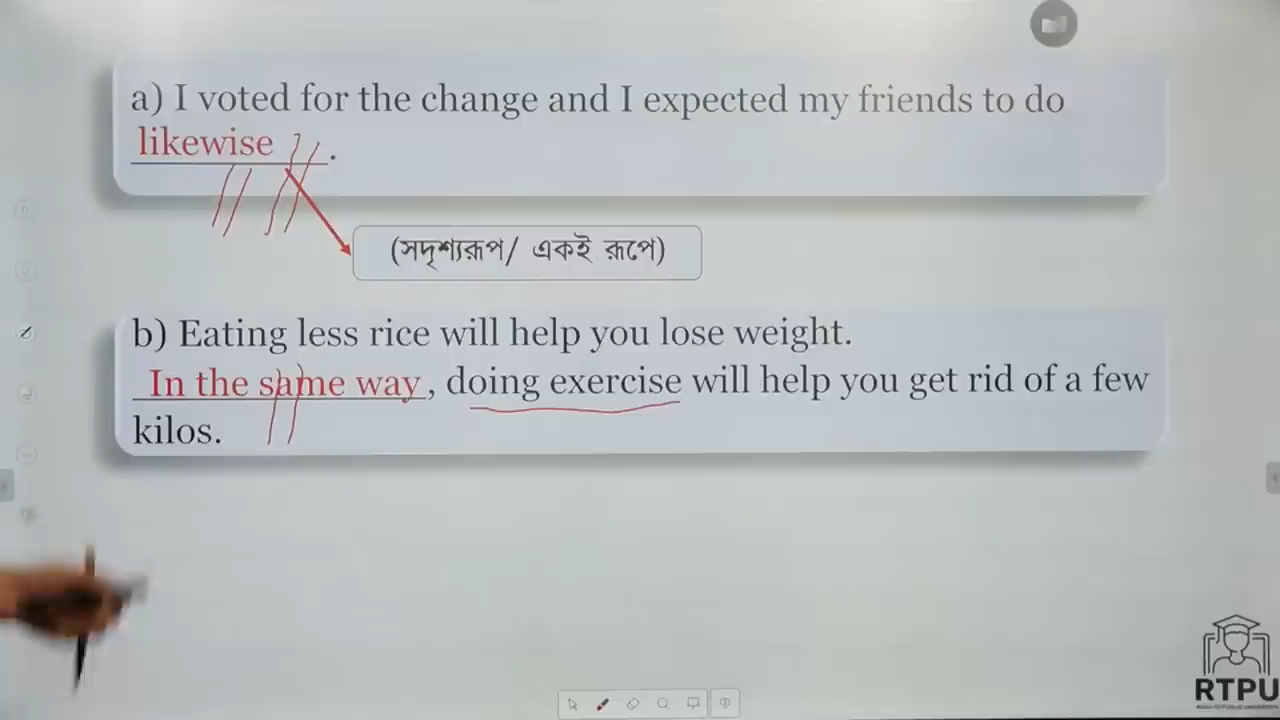 a) I voted for the change and I expected my friends to do
likewise .
(সদৃশ্যরূপ/ একই রূপে)
b) Eating less rice will help you lose weight.
In the same way , doing exercise will help you get rid of a few
kilos.
RTPU